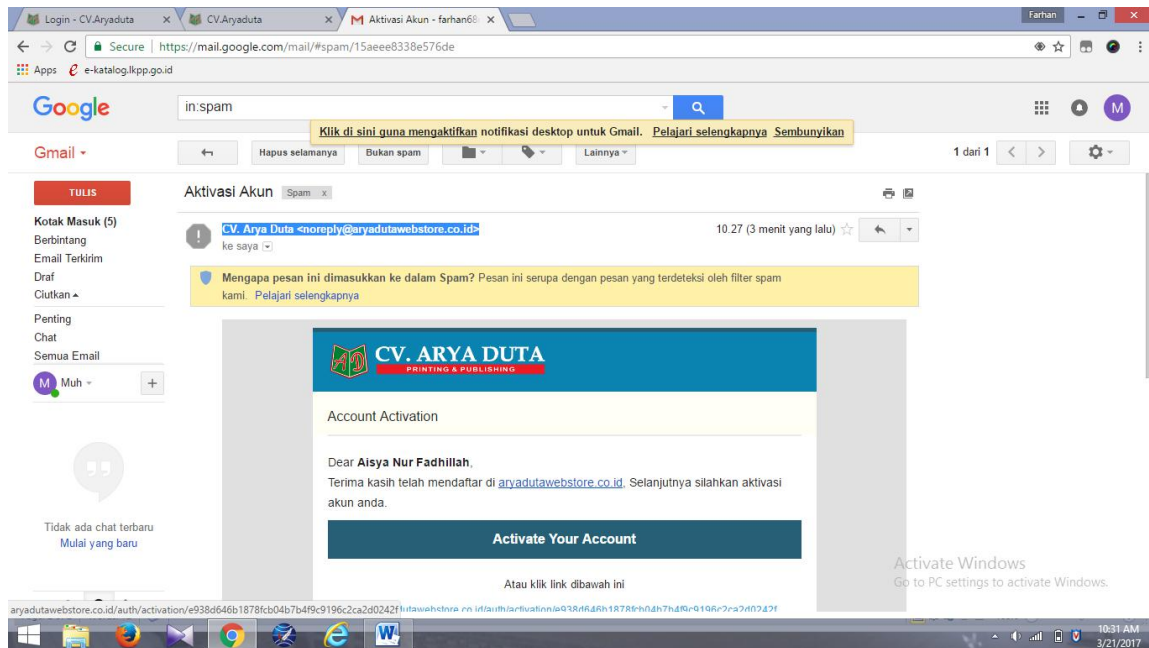 Login - CV.Aryaduta
CV.Aryaduta
Aktivasi Akun - farhan68
Farhan
Secure | https://mail.google.com/mail/#spam/15aeee8338e576de
Apps e-katalog.lkpp.go.id
Google
in:spam
Klik di sini guna mengaktifkan notifikasi desktop untuk Gmail. Pelajari selengkapnya Sembunyikan
M
Gmail
Hapus selamanya
Bukan spam
Lainnya
1 dari 1
TULIS
Aktivasi Akun Spam x
Kotak Masuk (5)
Berbintang
Email Terkirim
Draf
Ciutkan
Penting
Chat
Semua Email
M Muh
Tidak ada chat terbaru
Mulai yang baru
CV. Arya Duta <noreply@aryadutawebstore.co.id>
10.27 (3 menit yang lalu)
ke saya
Mengapa pesan ini dimasukkan ke dalam Spam? Pesan ini serupa dengan pesan yang terdeteksi oleh filter spam
kami. Pelajari selengkapnya
AD CV. ARYA DUTA
PRINTING & PUBLISHING
Account Activation
Dear Aisya Nur Fadhillah,
Terima kasih telah mendaftar di aryadutawebstore.co.id, Selanjutnya silahkan aktivasi
akun anda.
Activate Your Account
Atau klik link dibawah ini
Activate Windows
Go to PC settings to activate Windows.
aryadutawebstore.co.id/auth/activation/e938d646b1878fcb04b7b4f9c9196c2ca2d0242f
10:31 AM
3/21/2017